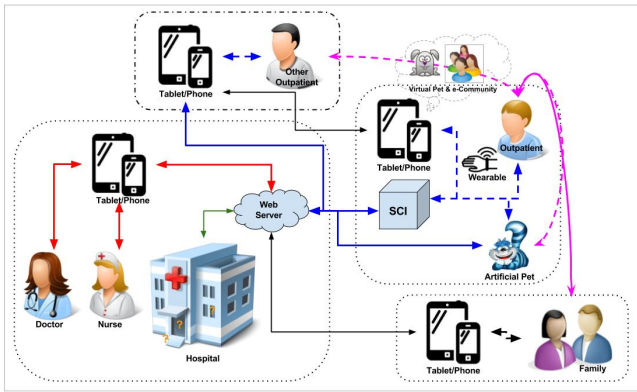 Other
Outpatient
Tablet/Phone
Virtual Pet & e-Community
Tablet/Phone
Outpatient
Wearable
Tablet/Phone
Web
Server
SCI
Artificial Pet
Doctor
Nurse
Hospital
? ?
Tablet/Phone
Family